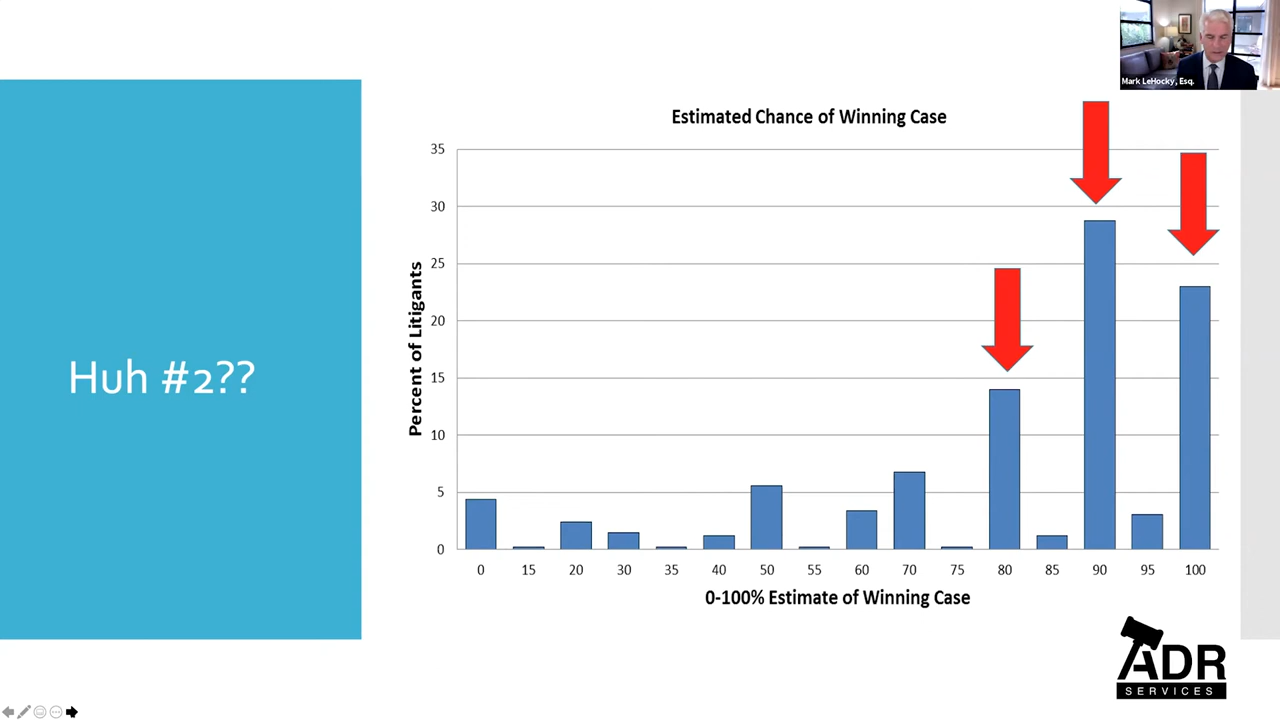 Mark LeHocky, Esq.
Huh #2??
Estimated Chance of Winning Case
Percent of Litigants
35
30
25
20
15
10
5
0
0 15 20 30 35 40 50 55 60 70 75 80 85 90 95 100
0-100% Estimate of Winning Case
ADR
SERVICES